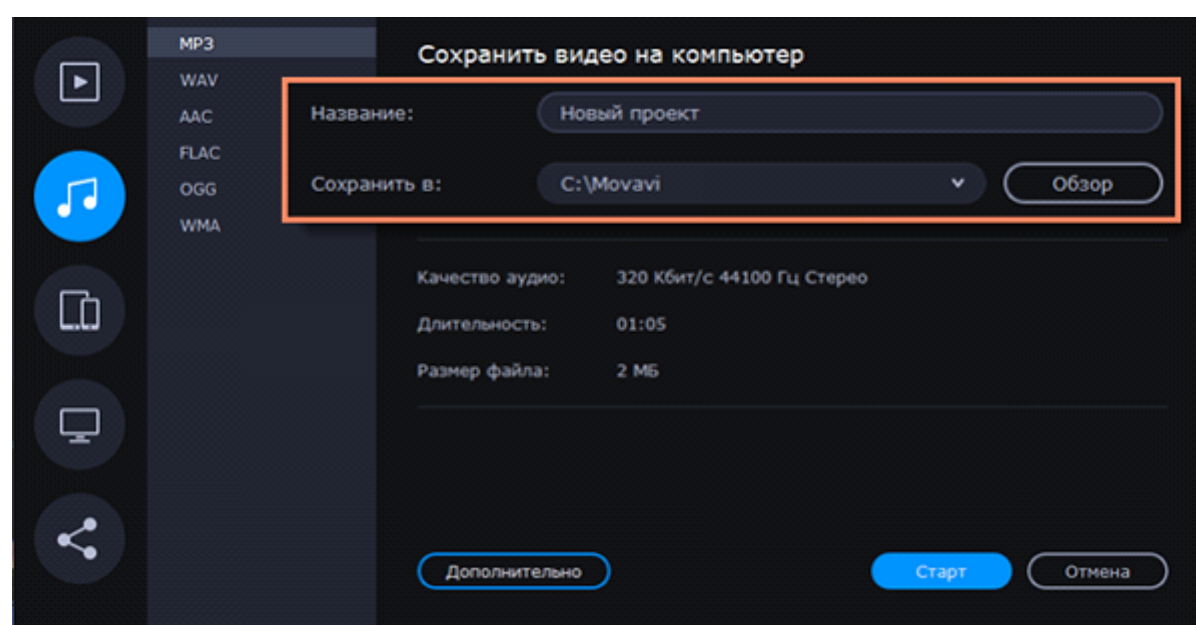 MP3
WAV
AAC
FLAC
OGG
WMA
Сохранить видео на компьютер
Название: Новый проект
Сохранить в: C:\Movavi Обзор
Качество аудио: 320 Кбит/с 44100 Гц Стерео
Длительность: 01:05
Размер файла: 2 МБ
Дополнительно Старт Отмена